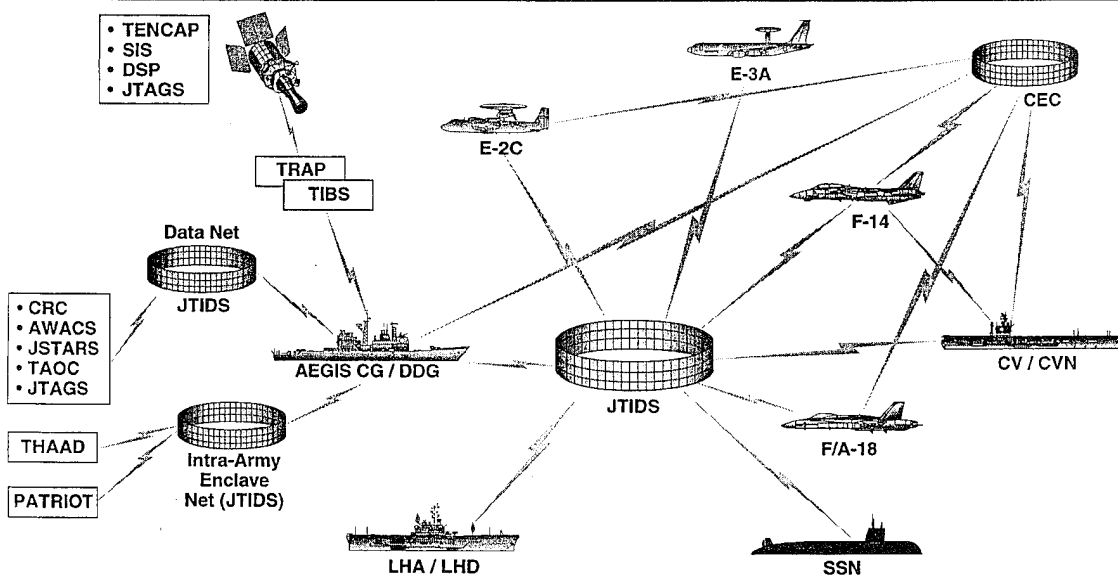 • TENCAP
• SIS
• DSP
• JTAGS
E-3A
CEC
E-2C
TRAP
TIBS
F-14
Data Net
JTIDS
• CRC
• AWACS
• JSTARS
• TAOC
• JTAGS
AEGIS CG / DDG
JTIDS
CV / CVN
THAAD
PATRIOT
Intra-Army
Enclave
Net (JTIDS)
F/A-18
LHA / LHD
SSN